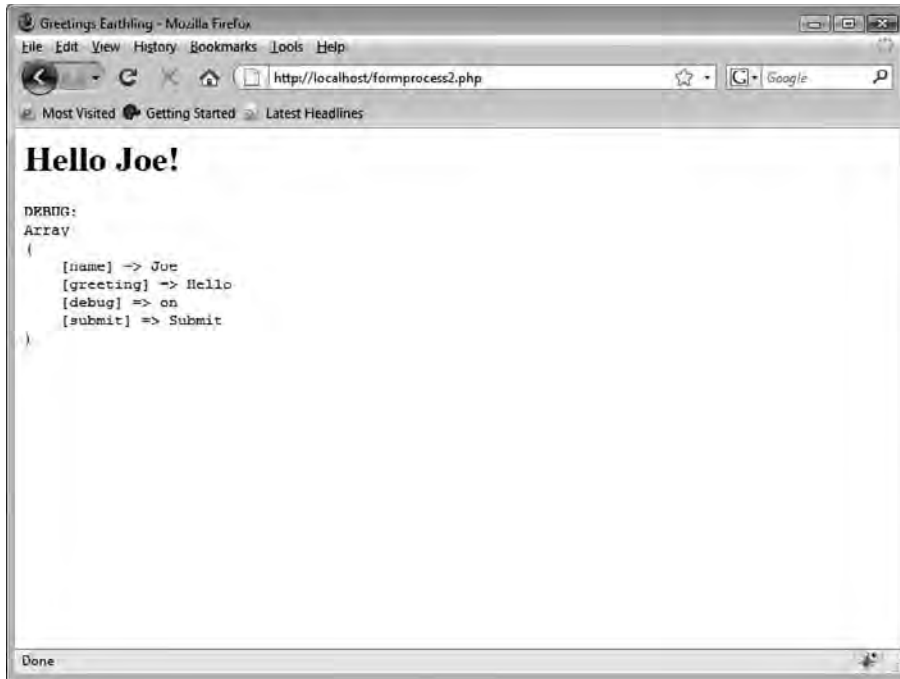 Greetings Earthling - Mozilla Firefox
File Edit View History Bookmarks Tools Help
http://localhost/formprocess2.php
G Google
Most Visited Getting Started Latest Headlines
Hello Joe!
DEBUG:
Array
(
[name] => Joe
[greeting] => Hello
[debug] => on
[submit] => Submit
)
Done